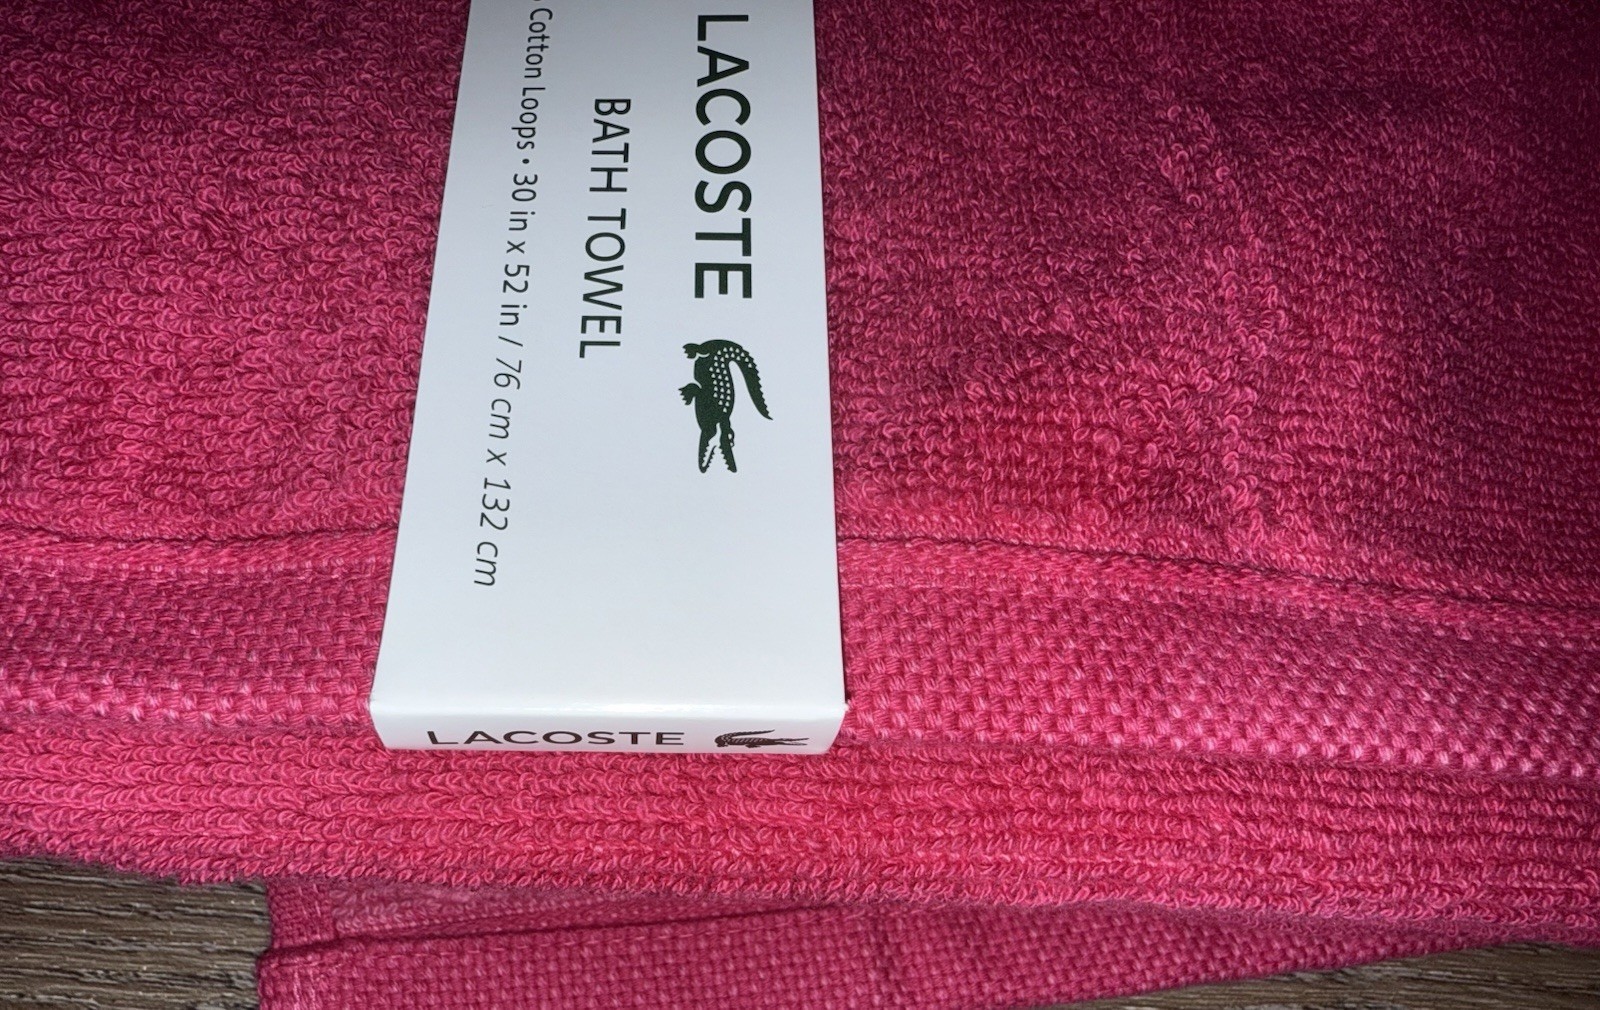 LACOSTE
BATH TOWEL
Cotton Loops • 30 in x 52 in / 76 cm x 132 cm
LACOSTE